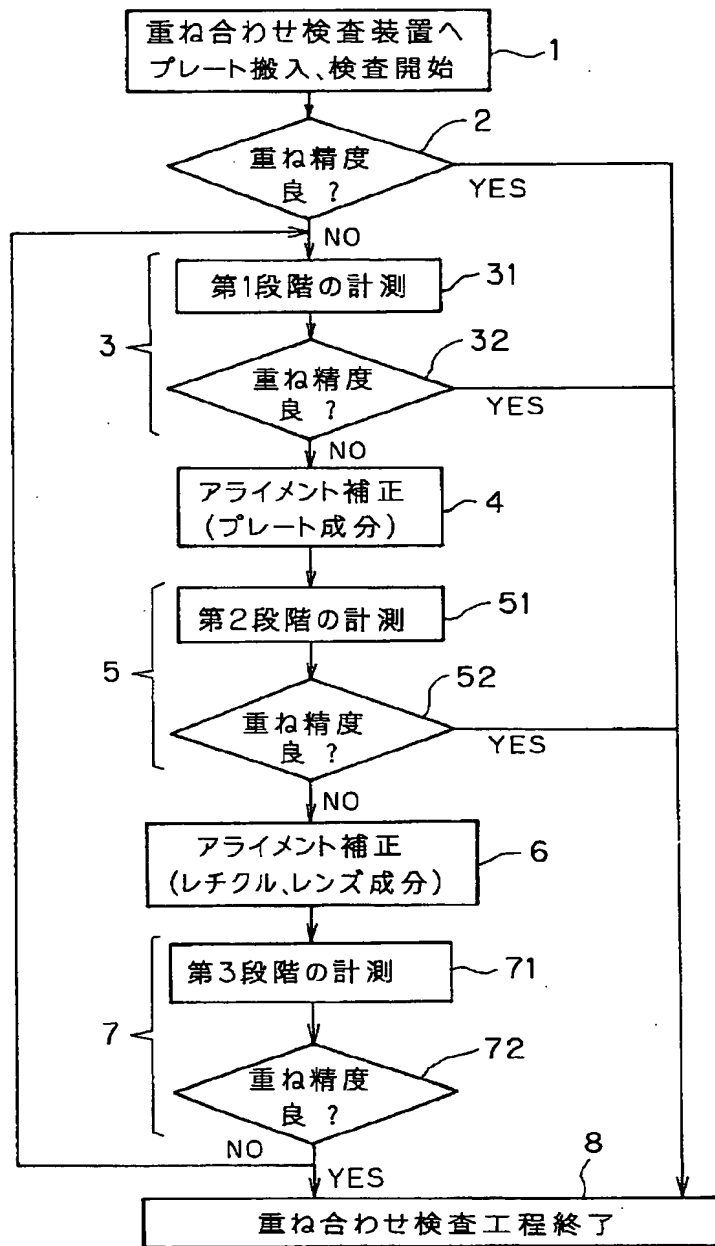 重ね合わせ検査装置へ
プレート搬入、検査開始
1
2
重ね精度
良 ?
YES
NO
第1段階の計測
31
3
32
重ね精度
良 ?
YES
NO
アライメント補正
(プレート成分)
4
第2段階の計測
51
5
52
重ね精度
良 ?
YES
NO
アライメント補正
(レチクル、レンズ成分)
6
第3段階の計測
71
7
72
重ね精度
良 ?
NO
YES
8
重ね合わせ検査工程終了